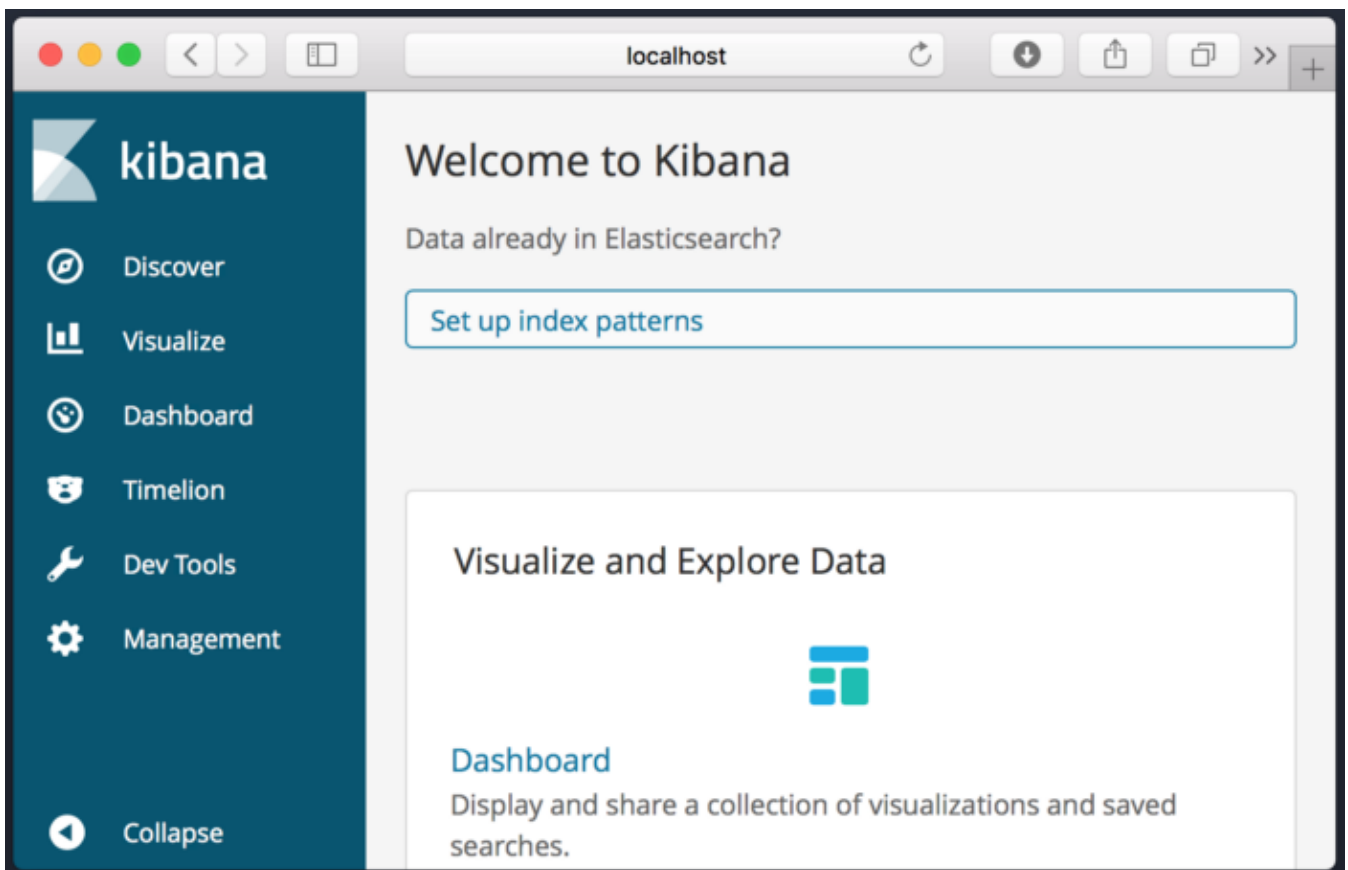 localhost
kibana
Discover
Visualize
Dashboard
Timelion
Dev Tools
Management
Collapse
Welcome to Kibana
Data already in Elasticsearch?
Set up index patterns
Visualize and Explore Data
Dashboard
Display and share a collection of visualizations and saved
searches.